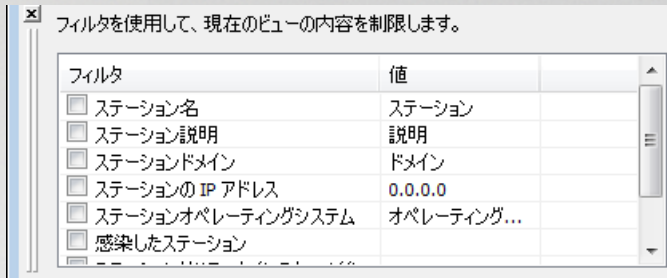 フィルタを使用して、現在のビューの内容を制限します。
フィルタ 値
ステーション名 ステーション
ステーション説明 説明
ステーションドメイン ドメイン
ステーションの IP アドレス 0.0.0.0
ステーションオペレーティングシステム オペレーティング...
感染したステーション